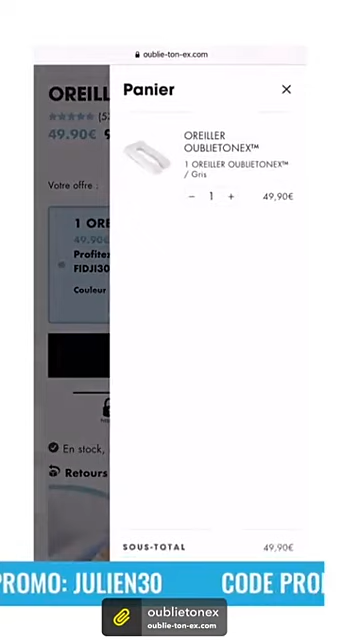 oublie-ton-ex.com
Panier
OREILLER
OUBLIETONEX™
1 OREILLER OUBLIETONEX™
/ Gris
− 1 + 49,90€
OREILL
49.90€
Votre offre :
1 ORE
49.90€
Profitez
FIDJI30
Couleur
En stock,
Retours
SOUS-TOTAL 49,90€
PROMO: JULIEN30 CODE PROM
oublietonex
oublie-ton-ex.com